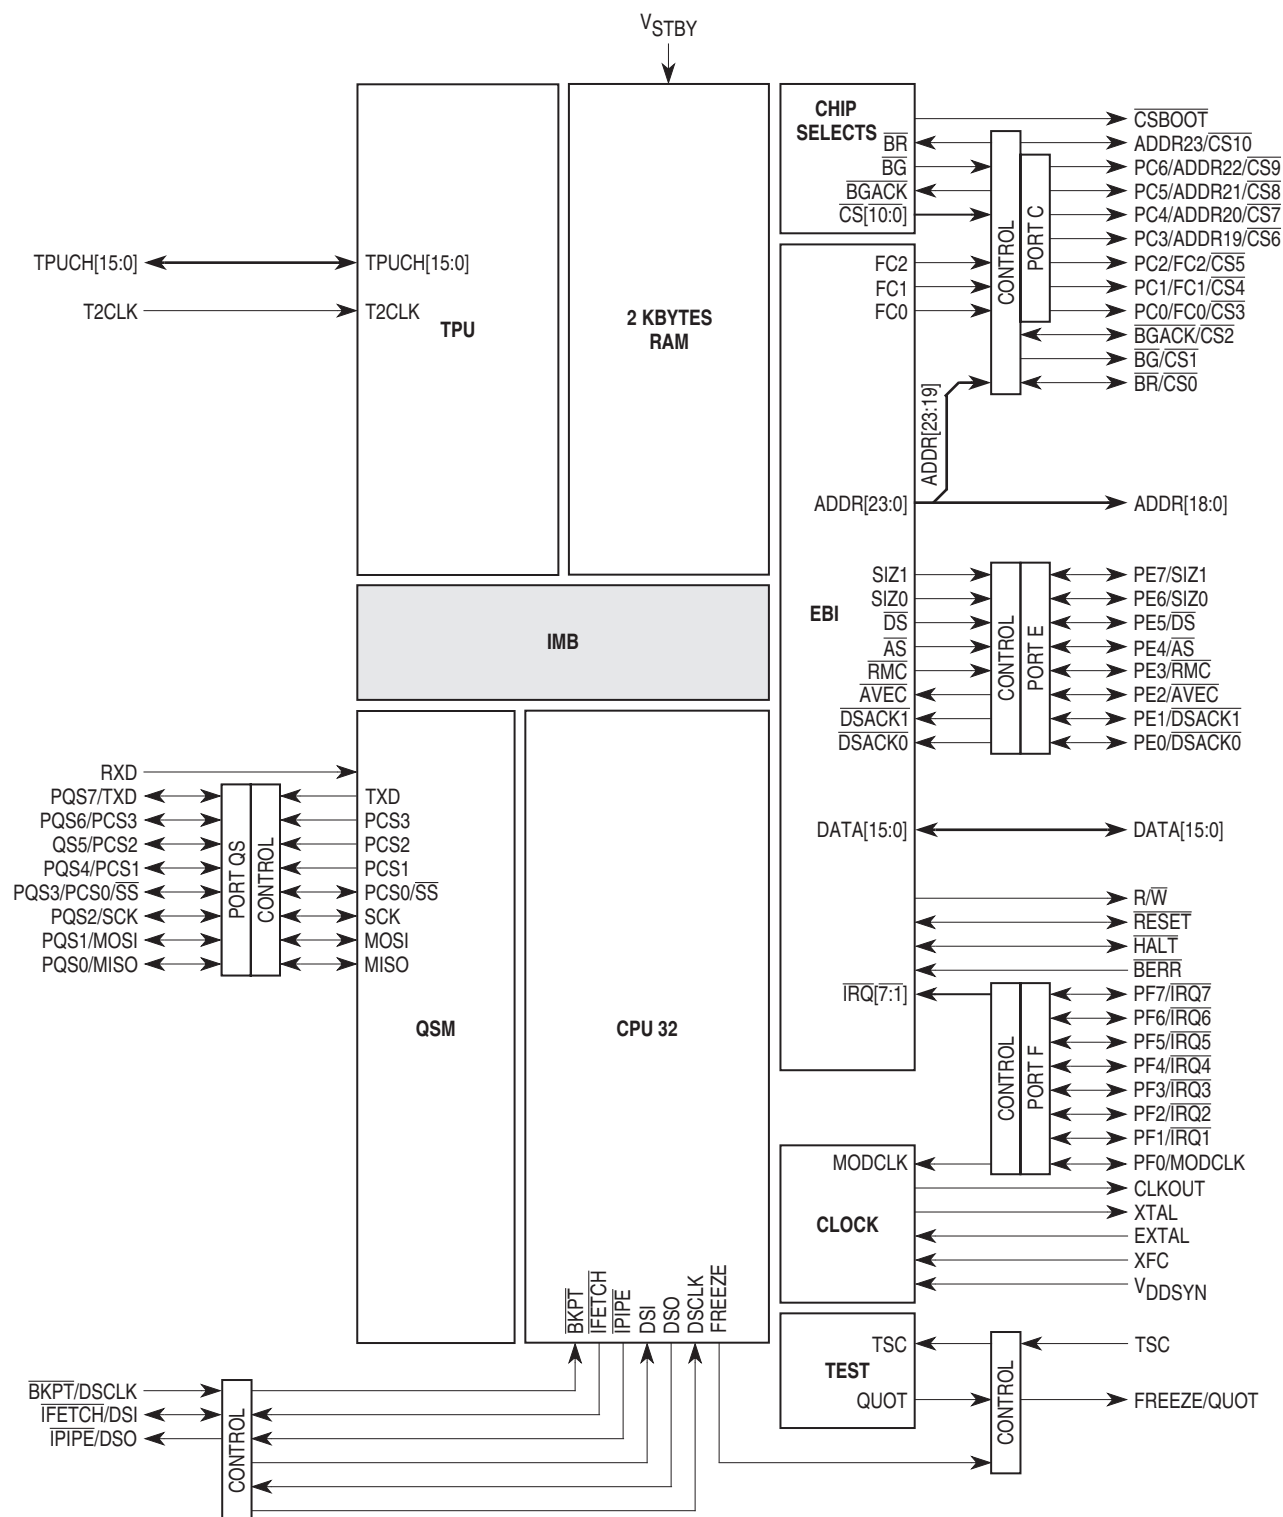 VSTBY
CHIP
SELECTS
BR
BG
BGACK
CS[10:0]
CONTROL
PORT C
CSBOOT
ADDR23/CS10
PC6/ADDR22/CS9
PC5/ADDR21/CS8
PC4/ADDR20/CS7
PC3/ADDR19/CS6
PC2/FC2/CS5
PC1/FC1/CS4
PC0/FC0/CS3
BGACK/CS2
BG/CS1
BR/CS0
TPUCH[15:0]
T2CLK
TPUCH[15:0]
T2CLK
TPU
2 KBYTES
RAM
FC2
FC1
FC0
ADDR[23:19]
ADDR[23:0]
ADDR[18:0]
EBI
SIZ1
SIZ0
DS
AS
RMC
AVEC
DSACK1
DSACK0
CONTROL
PORT E
PE7/SIZ1
PE6/SIZ0
PE5/DS
PE4/AS
PE3/RMC
PE2/AVEC
PE1/DSACK1
PE0/DSACK0
IMB
RXD
PQS7/TXD
PQS6/PCS3
QS5/PCS2
PQS4/PCS1
PQS3/PCS0/SS
PQS2/SCK
PQS1/MOSI
PQS0/MISO
PORT QS
CONTROL
TXD
PCS3
PCS2
PCS1
PCS0/SS
SCK
MOSI
MISO
QSM
CPU 32
DATA[15:0]
DATA[15:0]
R/W
RESET
HALT
BERR
IRQ[7:1]
CONTROL
PORT F
PF7/IRQ7
PF6/IRQ6
PF5/IRQ5
PF4/IRQ4
PF3/IRQ3
PF2/IRQ2
PF1/IRQ1
PF0/MODCLK
MODCLK
CLOCK
CLKOUT
XTAL
EXTAL
XFC
VDDSYN
BKPT
IFETCH
IPIPE
DSI
DSO
DSCLK
FREEZE
TSC
TEST
QUOT
CONTROL
TSC
FREEZE/QUOT
BKPT/DSCLK
IFETCH/DSI
IPIPE/DSO
CONTROL